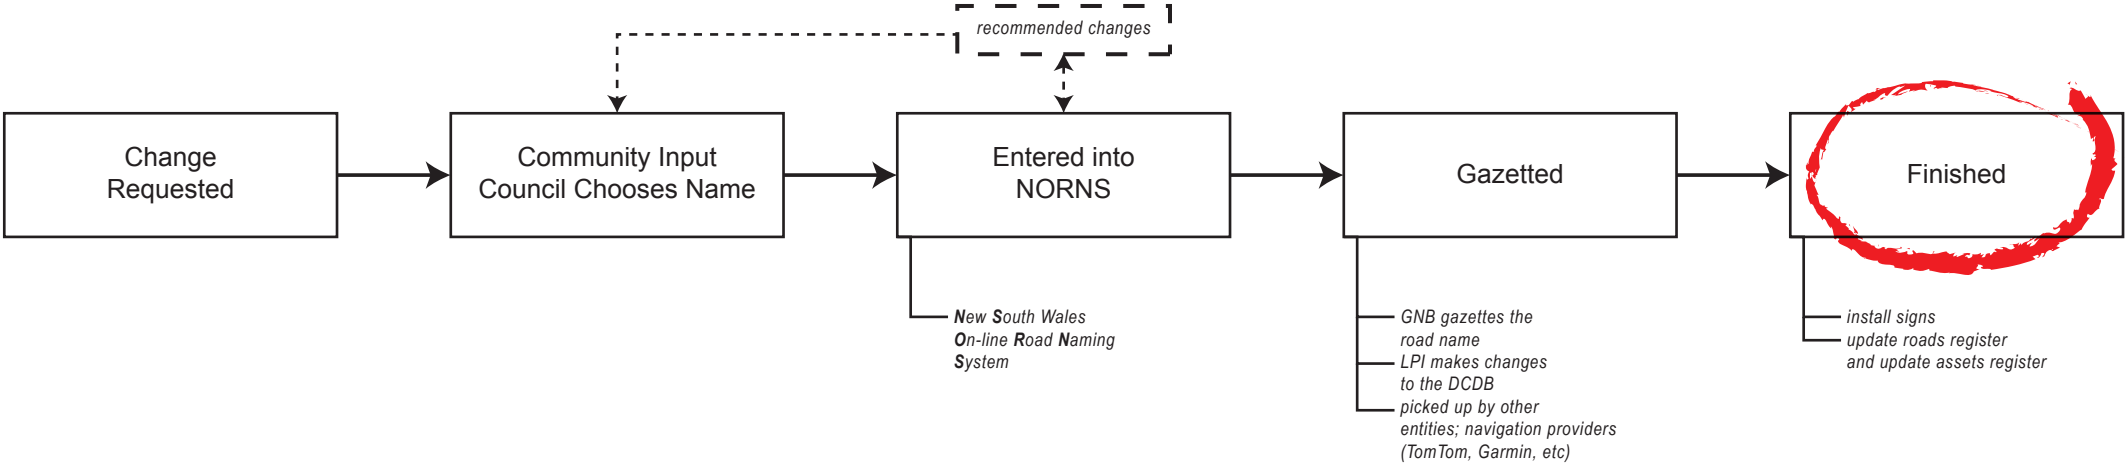 recommended changes
Change
Requested
Community Input
Council Chooses Name
Entered into
NORNS
Gazetted
Finished
New South Wales
On-line Road Naming
System
GNB gazettes the
road name
LPI makes changes
to the DCDB
picked up by other
entities; navigation providers
(TomTom, Garmin, etc)
install signs
update roads register
and update assets register